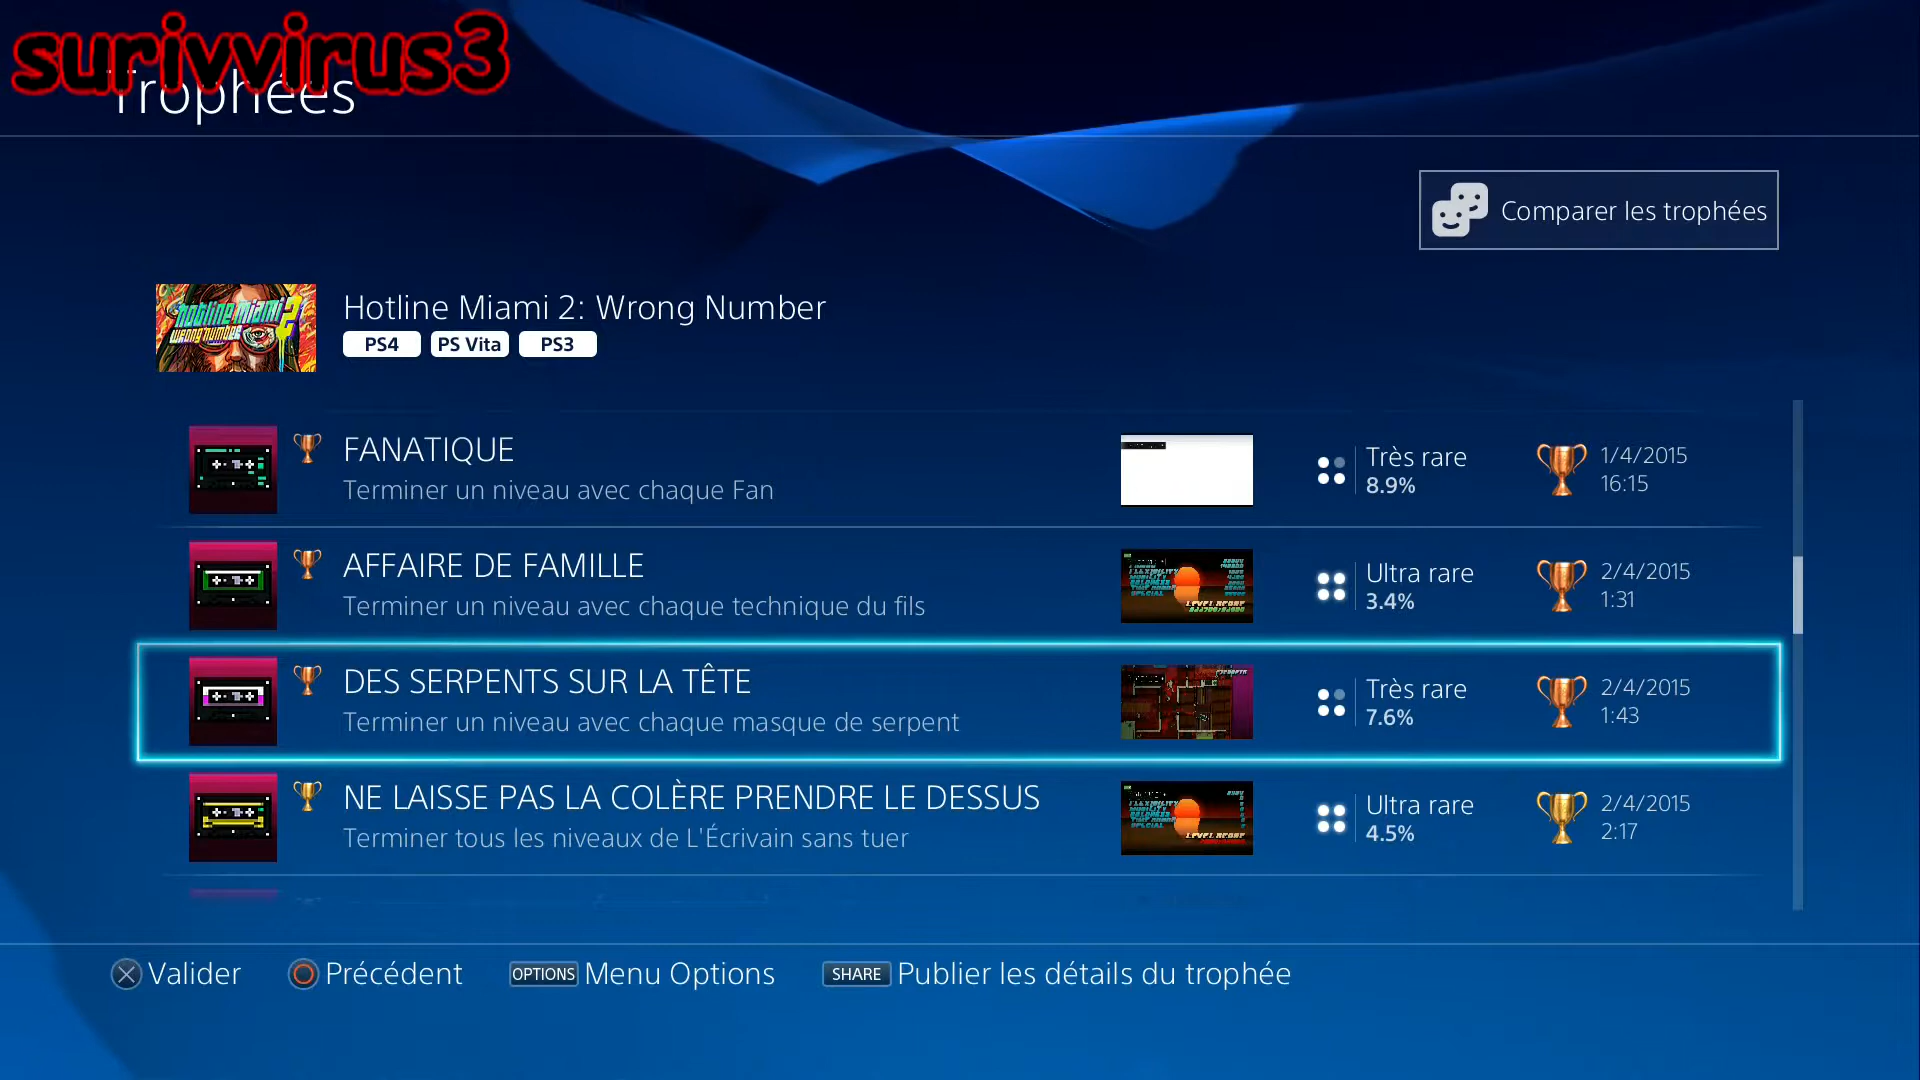 surivvirus3
Trophées
Comparer les trophées
hotline miami 2
wrong number
Hotline Miami 2: Wrong Number
PS4 PS Vita PS3
FANATIQUE
Terminer un niveau avec chaque Fan
Très rare
8.9%
1/4/2015
16:15
AFFAIRE DE FAMILLE
Terminer un niveau avec chaque technique du fils
Ultra rare
3.4%
2/4/2015
1:31
DES SERPENTS SUR LA TÊTE
Terminer un niveau avec chaque masque de serpent
Très rare
7.6%
2/4/2015
1:43
NE LAISSE PAS LA COLÈRE PRENDRE LE DESSUS
Terminer tous les niveaux de L'Écrivain sans tuer
Ultra rare
4.5%
2/4/2015
2:17
Valider Précédent OPTIONS Menu Options SHARE Publier les détails du trophée